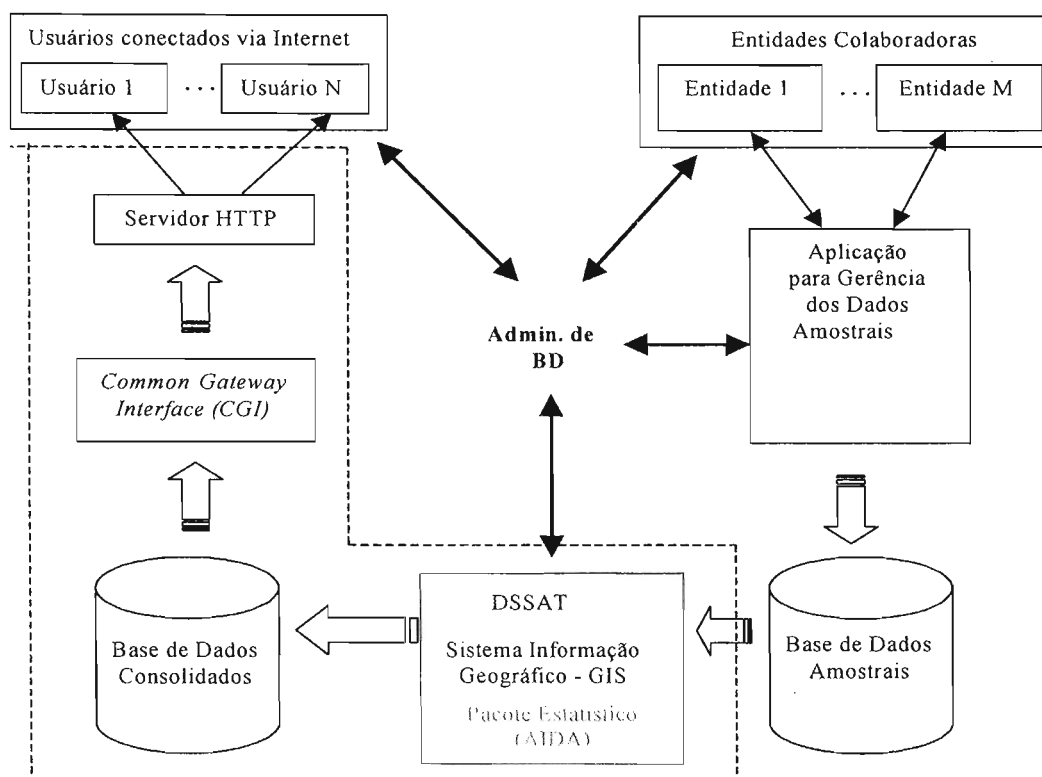 Usuários conectados via Internet
Usuário 1
...
Usuário N
Entidades Colaboradoras
Entidade 1
...
Entidade M
Servidor HTTP
Aplicação
para Gerência
dos Dados
Amostrais
Admin. de
BD
Common Gateway
Interface (CGI)
Base de Dados
Consolidados
DSSAT
Sistema Informação
Geográfico - GIS
Pacote Estatístico
(AIDA)
Base de Dados
Amostrais